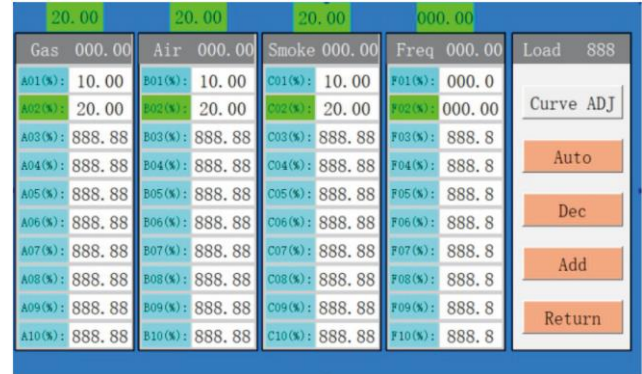 20.00 20.00 20.00 000.00
Gas 000.00 Air 000.00 Smoke 000.00 Freq 000.00 Load 888
A01(%): 10.00 B01(%): 10.00 C01(%): 10.00 F01(%): 000.0
A02(%): 20.00 B02(%): 20.00 C02(%): 20.00 F02(%): 000.00 Curve ADJ
A03(%): 888.88 B03(%): 888.88 C03(%): 888.88 F03(%): 888.8
A04(%): 888.88 B04(%): 888.88 C04(%): 888.88 F04(%): 888.8 Auto
A05(%): 888.88 B05(%): 888.88 C05(%): 888.88 F05(%): 888.8
A06(%): 888.88 B06(%): 888.88 C06(%): 888.88 F06(%): 888.8 Dec
A07(%): 888.88 B07(%): 888.88 C07(%): 888.88 F07(%): 888.8
A08(%): 888.88 B08(%): 888.88 C08(%): 888.88 F08(%): 888.8 Add
A09(%): 888.88 B09(%): 888.88 C09(%): 888.88 F09(%): 888.8
A10(%): 888.88 B10(%): 888.88 C10(%): 888.88 F10(%): 888.8 Return